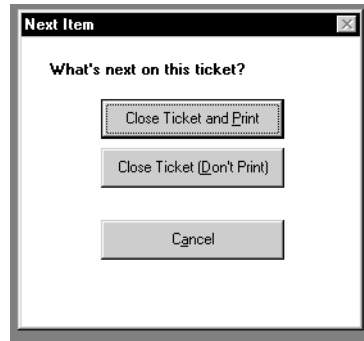 Next Item
What's next on this ticket?
Close Ticket and Print
Close Ticket (Don't Print)
Cancel